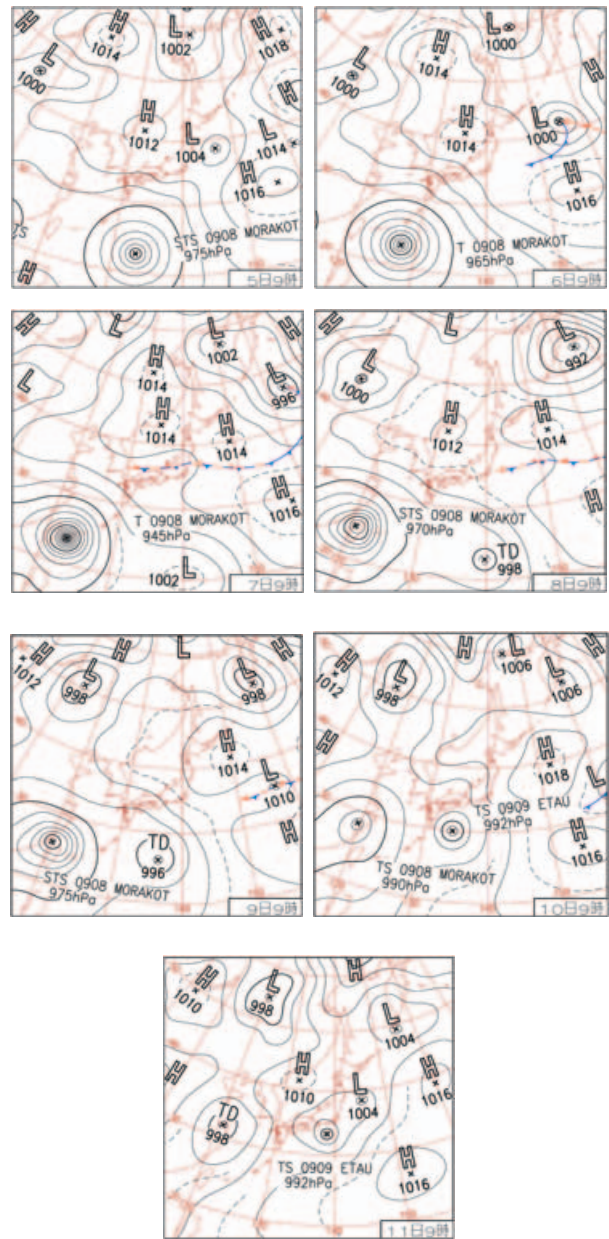 H
1014
L
1002
H
1018
L
1000
H
H
1012
L
1004
L
1014
H
1016
STS 0908 MORAKOT
975hPa
H
5日9時
H
1014
L
1000
L
1000
H
1014
L
1000
H
1016
T 0908 MORAKOT
965hPa
6日9時
H
L
L
1002
H
L
H
1014
L
996
H
1014
H
1014
H
1016
T 0908 MORAKOT
945hPa
1002
L
7日9時
H
L
L
992
L
1000
H
1012
H
1014
H
STS 0908 MORAKOT
970hPa
TD
998
8日9時
H
1012
H
L
L
998
L
998
H
1014
L
1010
H
TD
996
STS 0908 MORAKOT
975hPa
9日9時
H
1012
H
L
1006
L
998
L
1006
H
H
1018
L
TS 0909 ETAU
992hPa
H
1016
TS 0908 MORAKOT
990hPa
10日9時
H
1010
L
998
H
L
1004
H
H
1010
L
1004
H
1016
TD
998
TS 0909 ETAU
992hPa
H
1016
11日9時